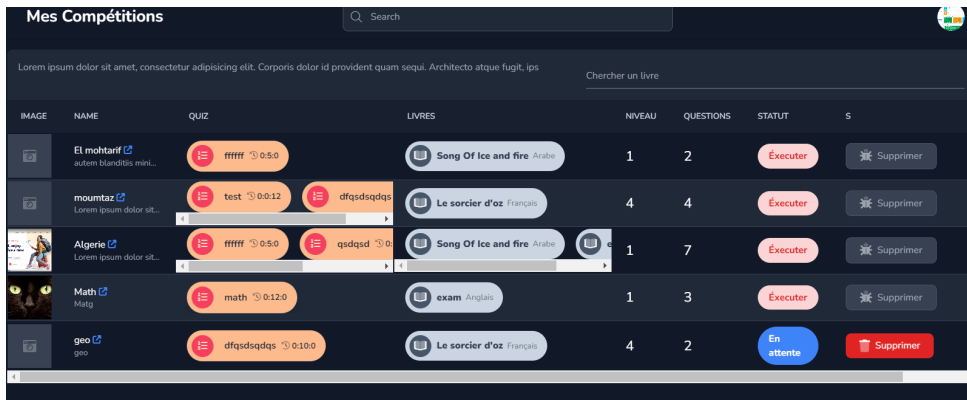 Mes Compétitions
Search
Lorem ipsum dolor sit amet, consectetur adipisicing elit. Corporis dolor id provident quam sequi. Architecto atque fugit, ips
Chercher un livre
IMAGE NAME QUIZ LIVRES NIVEAU QUESTIONS STATUT S
El mohtarif ffffff 0:5:0 Song Of Ice and fire Arabe 1 2 Éxecuter Supprimer
autem blanditiis mini...
moumtaz test 0:0:12 dfqsdsqdqs Le sorcier d'oz Français 4 4 Éxecuter Supprimer
Lorem ipsum dolor sit...
Algerie ffffff 0:5:0 qsdqsd 0: Song Of Ice and fire Arabe e 1 7 Éxecuter Supprimer
Lorem ipsum dolor sit...
Math math 0:12:0 exam Anglais 1 3 Éxecuter Supprimer
Matg
geo dfqsdsqdqs 0:10:0 Le sorcier d'oz Français 4 2 En attente Supprimer
geo